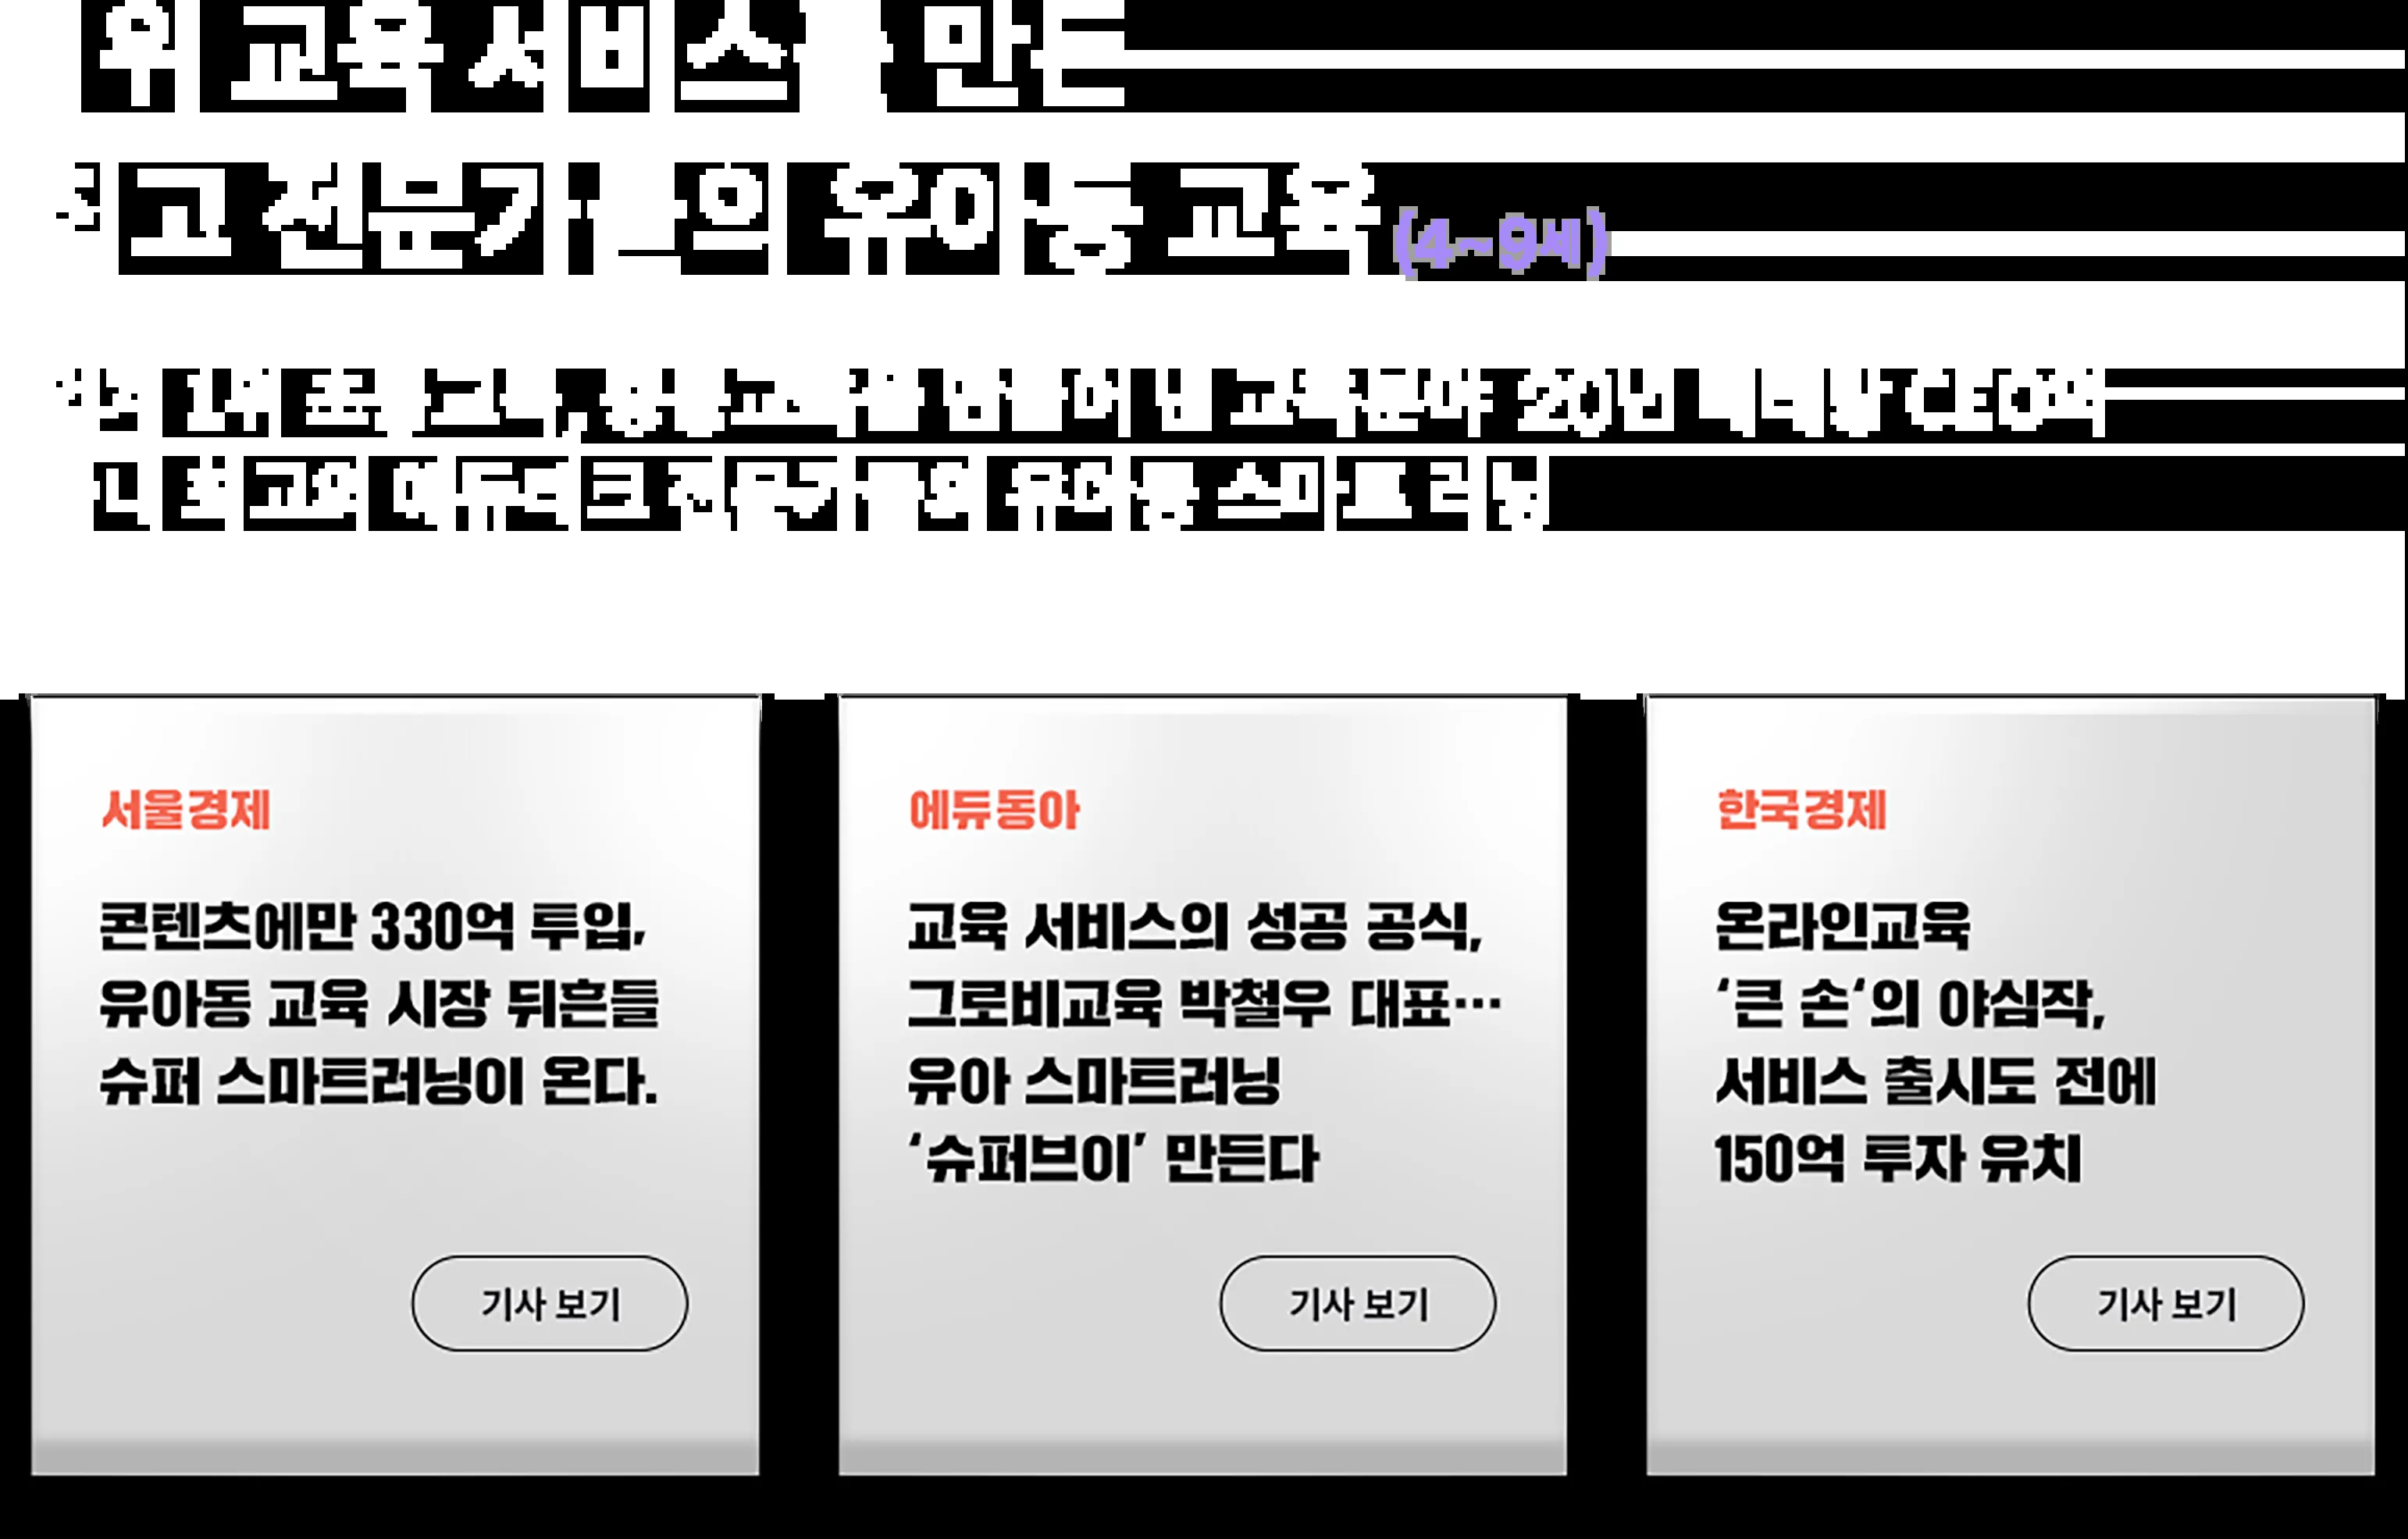 위 교육 서비스 만든
최고 전문가들의 유아동 교육 (4~9세)
서울경제
콘텐츠에만 330억 투입,
유아동 교육 시장 뒤흔들
슈퍼 스마트러닝이 온다.
기사 보기
에듀동아
교육 서비스의 성공 공식,
그로비교육 박철우 대표…
유아 스마트러닝
‘슈퍼브이’ 만든다
기사 보기
한국경제
온라인교육
‘큰 손‘의 야심작,
서비스 출시도 전에
150억 투자 유치
기사 보기